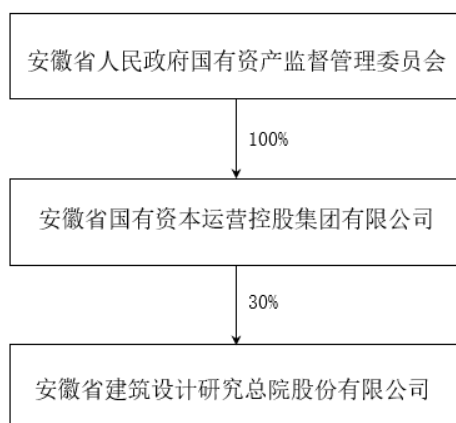 安徽省人民政府国有资产监督管理委员会
100%
安徽省国有资本运营控股集团有限公司
30%
安徽省建筑设计研究总院股份有限公司